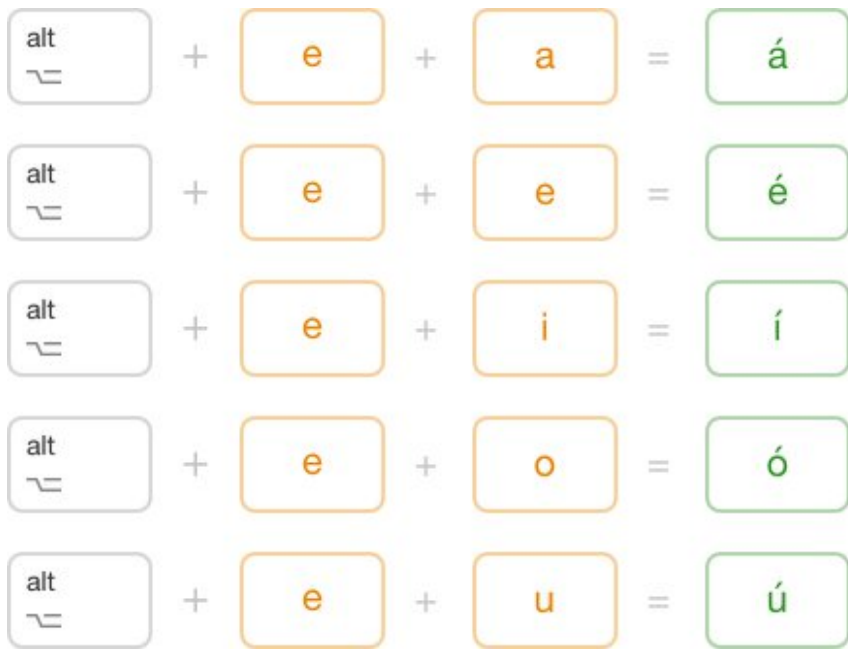 alt ⌥ + e + a = á
alt ⌥ + e + e = é
alt ⌥ + e + i = í
alt ⌥ + e + o = ó
alt ⌥ + e + u = ú